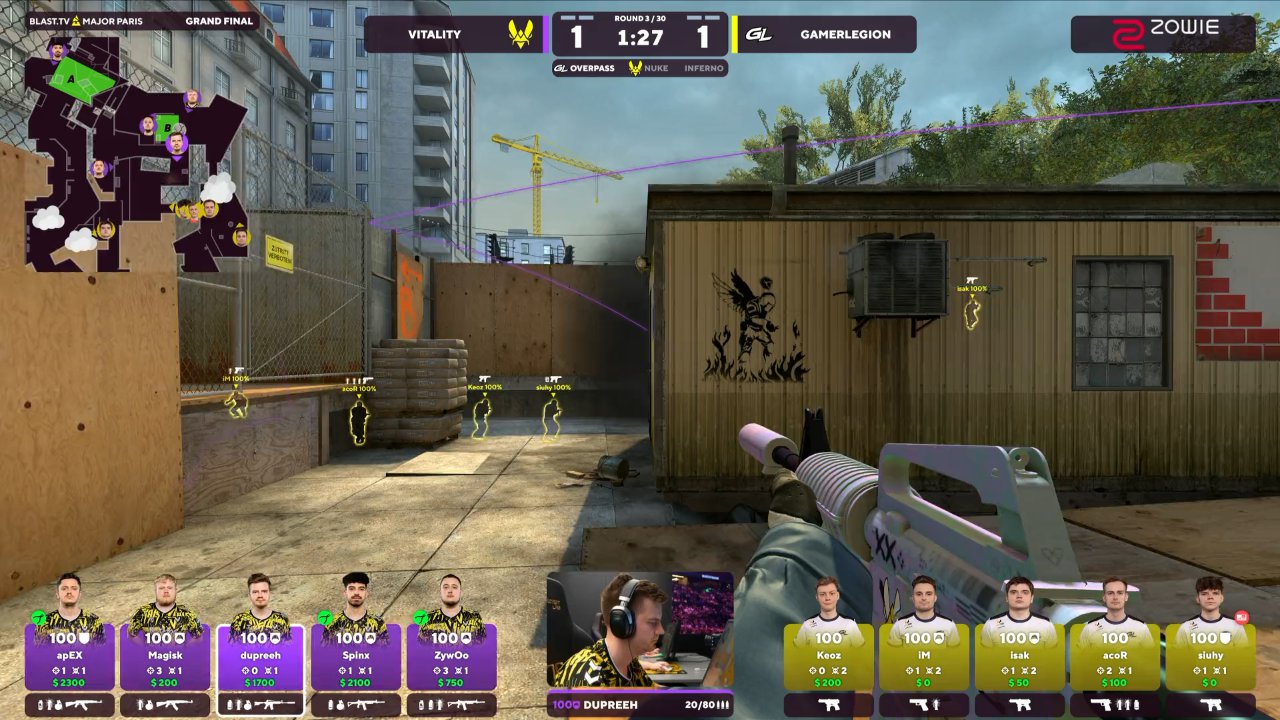 BLAST.TV MAJOR PARIS GRAND FINAL
VITALITY 1 ROUND 3 / 30 1:27 1 GL GAMERLEGION
GL OVERPASS NUKE INFERNO
ZOWIE
A
B
ZUTRITT VERBOTEN!
isak 100%
iM 100%
acoR 100%
Keoz 100%
siuhy 100%
XX
100 100 100 100 100
apEX Magisk dupreeh Spinx ZywOo
1 1 3 1 0 1 1 1 3 1
$2300 $200 $1700 $2100 $750
100 DUPREEH 20/80
100 100 100 100 100
Keoz iM isak acoR siuhy
0 2 1 2 1 2 2 1 1 1
$200 $0 $50 $100 $0